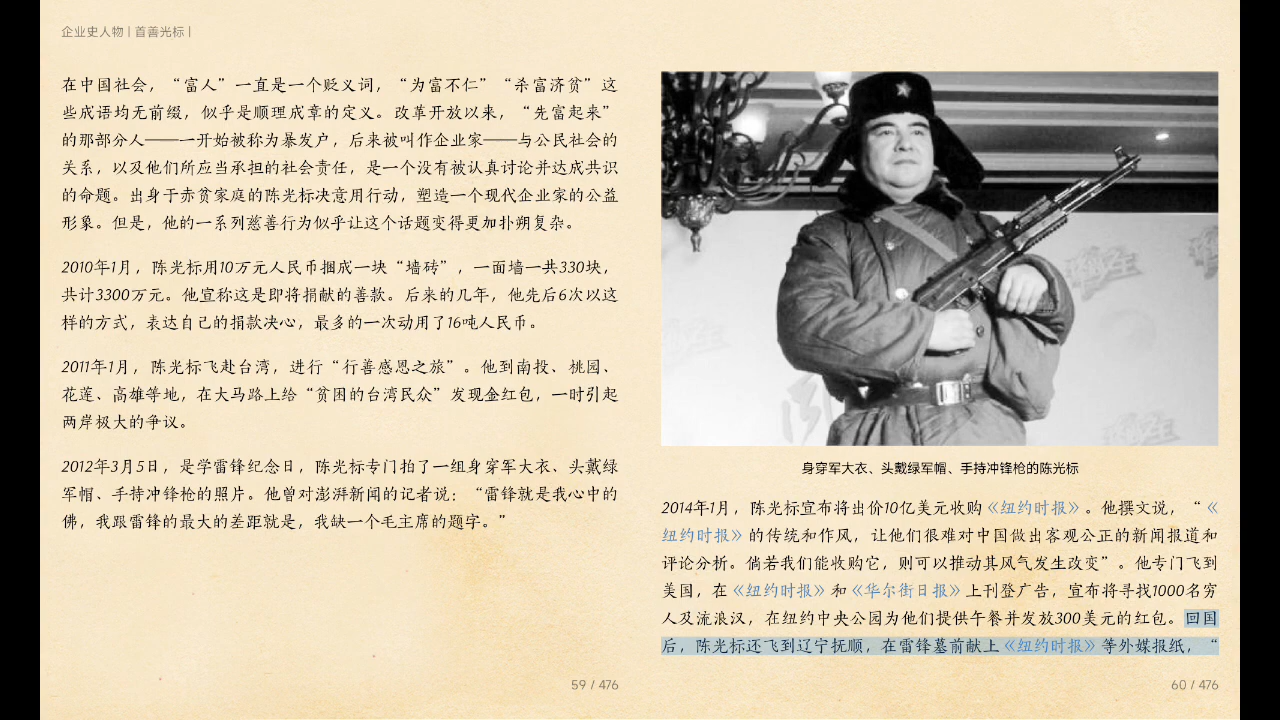 企业史人物 | 首善光标 |
在中国社会，“富人”一直是一个贬义词，“为富不仁”“杀富济贫”这
些成语均无前缀，似乎是顺理成章的定义。改革开放以来，“先富起来”
的那部分人——一开始被称为暴发户，后来被叫作企业家——与公民社会的
关系，以及他们所应当承担的社会责任，是一个没有被认真讨论并达成共识
的命题。出身于赤贫家庭的陈光标决意用行动，塑造一个现代企业家的公益
形象。但是，他的一系列慈善行为似乎让这个话题变得更加扑朔复杂。
2010年1月，陈光标用10万元人民币捆成一块“墙砖”，一面墙一共330块，
共计3300万元。他宣称这是即将捐献的善款。后来的几年，他先后6次以这
样的方式，表达自己的捐款决心，最多的一次动用了16吨人民币。
2011年1月，陈光标飞赴台湾，进行“行善感恩之旅”。他到南投、桃园、
花莲、高雄等地，在大马路上给“贫困的台湾民众”发现金红包，一时引起
两岸极大的争议。
2012年3月5日，是学雷锋纪念日，陈光标专门拍了一组身穿军大衣、头戴绿
军帽、手持冲锋枪的照片。他曾对澎湃新闻的记者说：“雷锋就是我心中的
佛，我跟雷锋的最大的差距就是，我缺一个毛主席的题字。”
59 / 476
身穿军大衣、头戴绿军帽、手持冲锋枪的陈光标
2014年1月，陈光标宣布将出价10亿美元收购《纽约时报》。他撰文说，“《
纽约时报》的传统和作风，让他们很难对中国做出客观公正的新闻报道和
评论分析。倘若我们能收购它，则可以推动其风气发生改变”。他专门飞到
美国，在《纽约时报》和《华尔街日报》上刊登广告，宣布将寻找1000名穷
人及流浪汉，在纽约中央公园为他们提供午餐并发放300美元的红包。回国
后，陈光标还飞到辽宁抚顺，在雷锋墓前献上《纽约时报》等外媒报纸，“
60 / 476